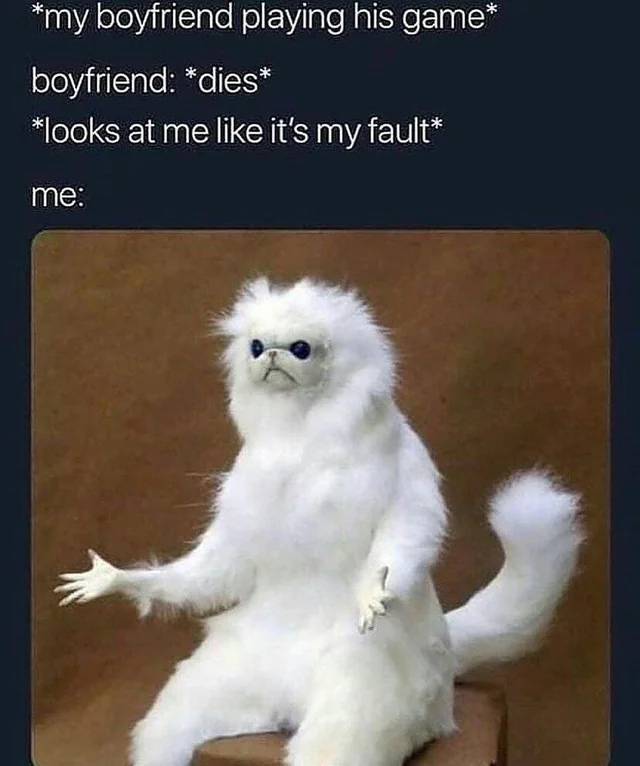 *my boyfriend playing his game*
boyfriend: *dies*
*looks at me like it's my fault*
me: